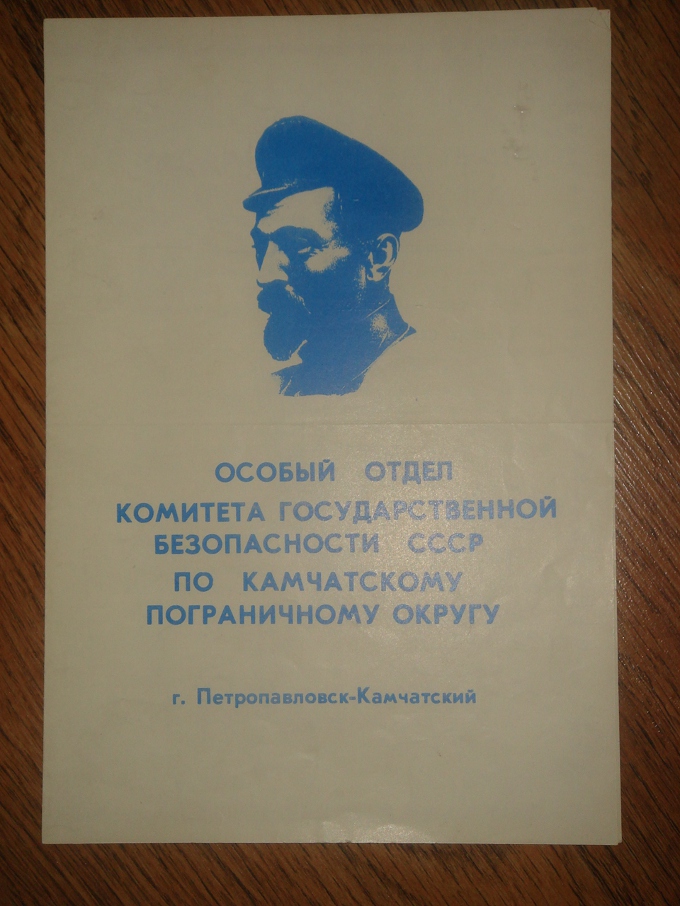 ОСОБЫЙ ОТДЕЛ
КОМИТЕТА ГОСУДАРСТВЕННОЙ
БЕЗОПАСНОСТИ СССР
ПО КАМЧАТСКОМУ
ПОГРАНИЧНОМУ ОКРУГУ
г. Петропавловск-Камчатский